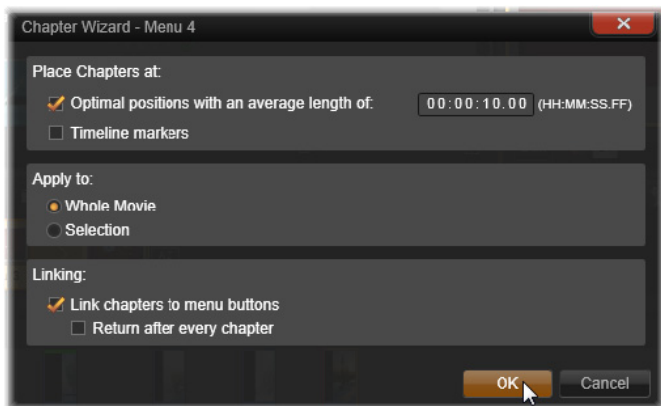 Chapter Wizard - Menu 4
Place Chapters at:
Optimal positions with an average length of: 00:00:10.00 (HH:MM:SS.FF)
Timeline markers
Apply to:
Whole Movie
Selection
Linking:
Link chapters to menu buttons
Return after every chapter
OK Cancel